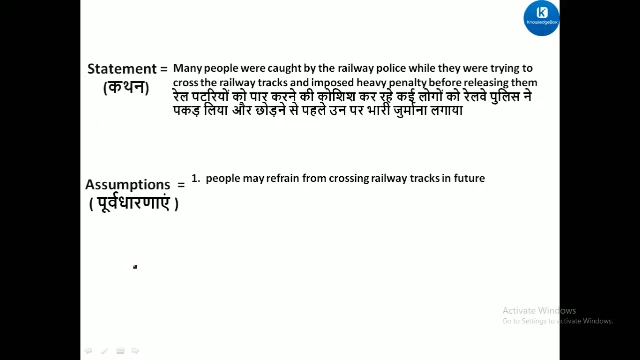 K
KnowledgeBox
Statement = Many people were caught by the railway police while they were trying to
(कथन) cross the railway tracks and imposed heavy penalty before releasing them
रेल पटरियों को पार करने की कोशिश कर रहे कई लोगों को रेलवे पुलिस ने
पकड़ लिया और छोड़ने से पहले उन पर भारी जुर्माना लगाया
Assumptions = 1. people may refrain from crossing railway tracks in future
( पूर्वधारणाएं )
Activate Windows
Go to Settings to activate Windows.